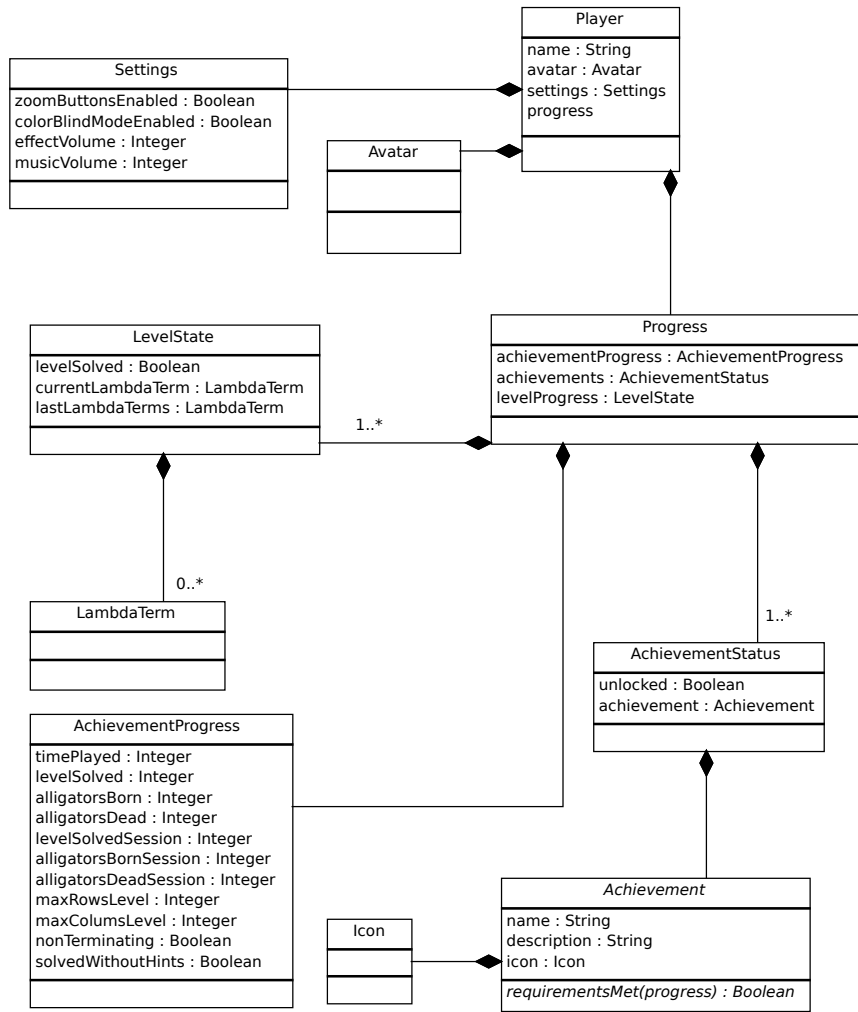 Player
name : String
avatar : Avatar
settings : Settings
progress
Settings
zoomButtonsEnabled : Boolean
colorBlindModeEnabled : Boolean
effectVolume : Integer
musicVolume : Integer
Avatar
Progress
achievementProgress : AchievementProgress
achievements : AchievementStatus
levelProgress : LevelState
LevelState
levelSolved : Boolean
currentLambdaTerm : LambdaTerm
lastLambdaTerms : LambdaTerm
1..*
0..*
LambdaTerm
1..*
AchievementStatus
unlocked : Boolean
achievement : Achievement
AchievementProgress
timePlayed : Integer
levelSolved : Integer
alligatorsBorn : Integer
alligatorsDead : Integer
levelSolvedSession : Integer
alligatorsBornSession : Integer
alligatorsDeadSession : Integer
maxRowsLevel : Integer
maxColumsLevel : Integer
nonTerminating : Boolean
solvedWithoutHints : Boolean
Icon
Achievement
name : String
description : String
icon : Icon
requirementsMet(progress) : Boolean